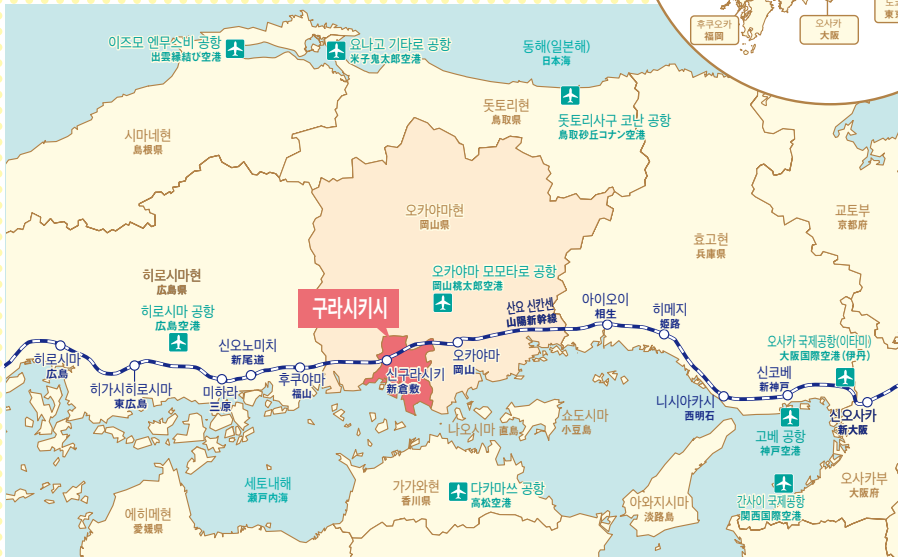 후쿠오카
福岡
오사카
大阪
이즈모 엔무스비 공항
出雲縁結び空港
요나고 기타로 공항
米子鬼太郎空港
동해(일본해)
日本海
돗토리현
鳥取県
돗토리사구 코난 공항
鳥取砂丘コナン空港
시마네현
島根県
오카야마현
岡山県
교토부
京都府
효고현
兵庫県
히로시마현
広島県
오카야마 모모타로 공항
岡山桃太郎空港
히로시마 공항
広島空港
구라시키시
산요 신칸센
山陽新幹線
아이오이
相生
히메지
姫路
오사카 국제공항(이타미)
大阪国際空港(伊丹)
히로시마
広島
히가시히로시마
東広島
미하라
三原
신오노미치
新尾道
후쿠야마
福山
신구라시키
新倉敷
오카야마
岡山
니시아카시
西明石
신코베
新神戸
신오사카
新大阪
나오시마 直島
쇼도시마
小豆島
고베 공항
神戸空港
세토내해
瀬戸内海
가가와현
香川県
다카마쓰 공항
高松空港
오사카부
大阪府
에히메현
愛媛県
아와지시마
淡路島
간사이 국제공항
関西国際空港